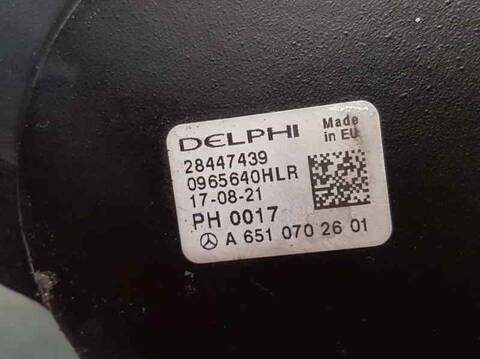 DELPHI
Made in EU
28447439
0965640HLR
17-08-21
PH 0017
A 651 070 26 01